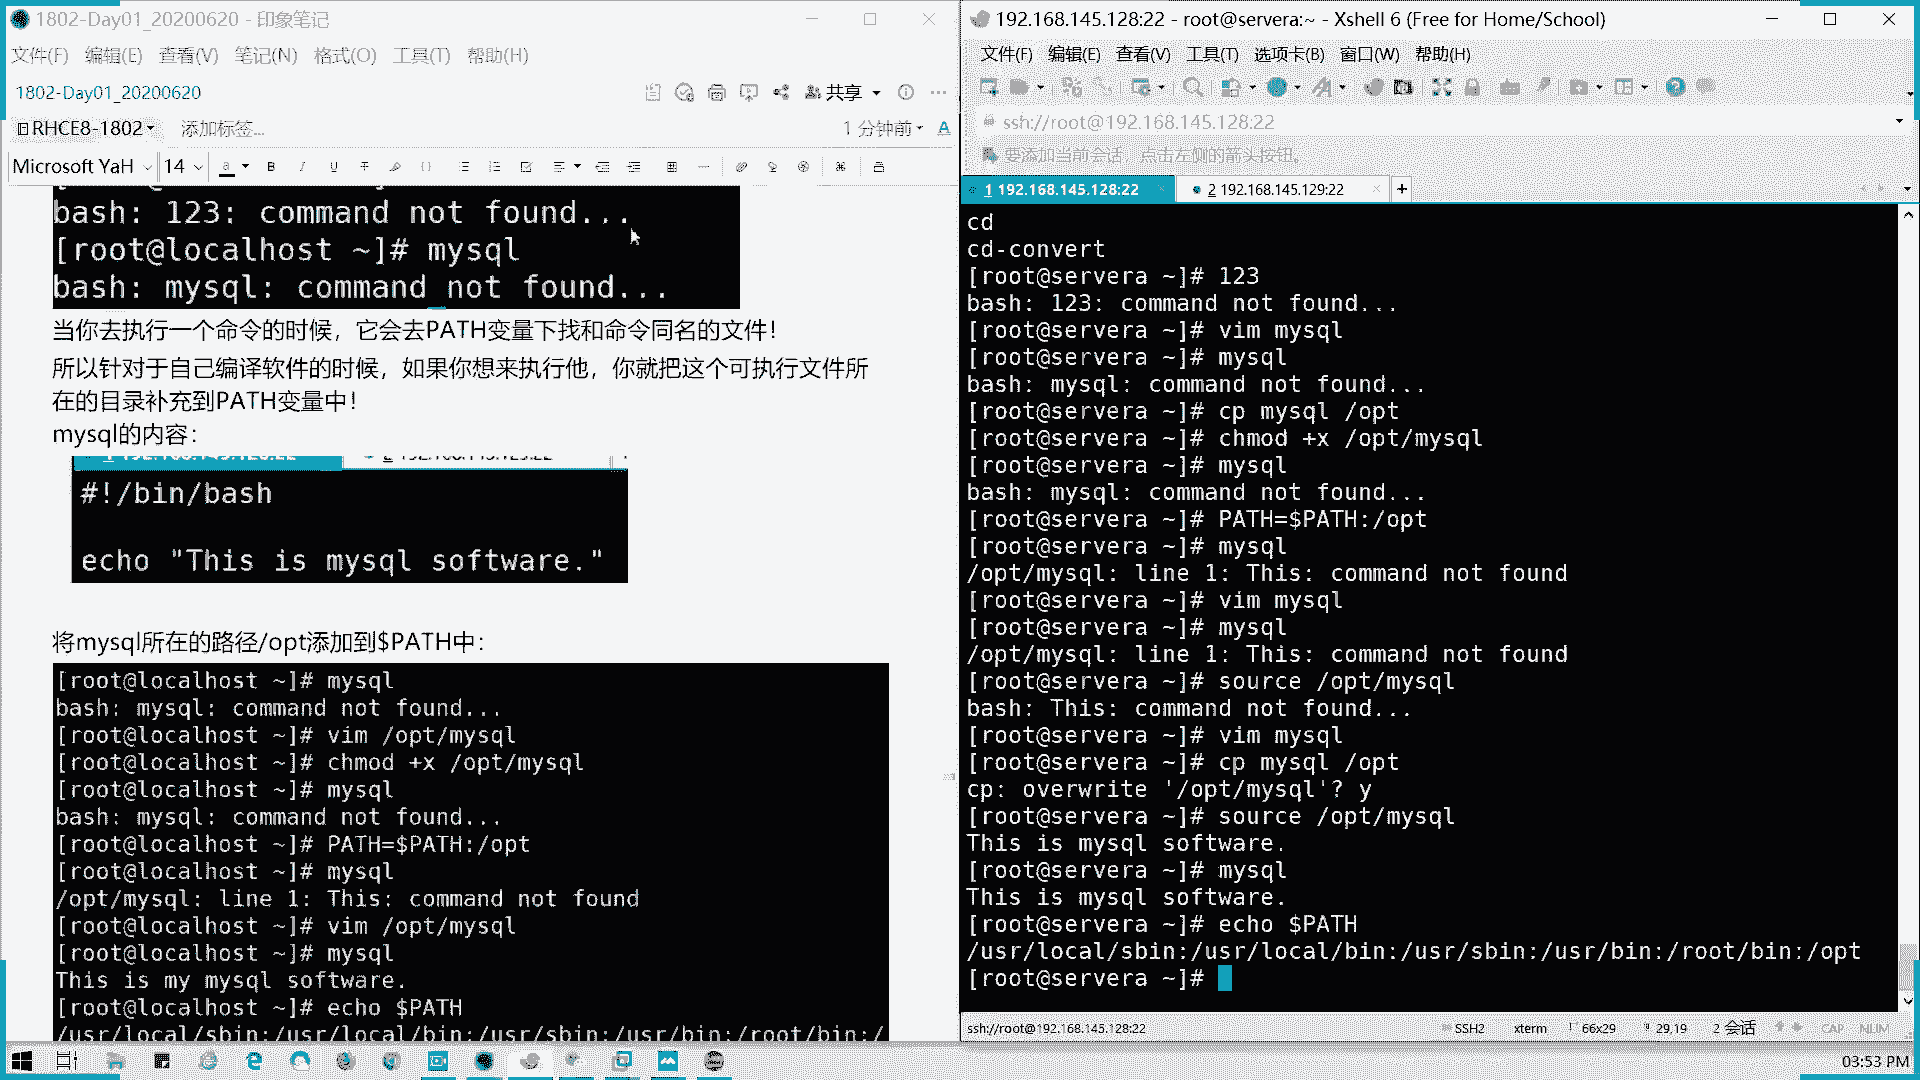 1802-Day01_20200620 - 印象笔记
文件(F) 编辑(E) 查看(V) 笔记(N) 格式(O) 工具(T) 帮助(H)
1802-Day01_20200620
共享
RHCE8-1802
添加标签...
1 分钟前
Microsoft YaH 14
bash: 123: command not found...
[root@localhost ~]# mysql
bash: mysql: command not found...
当你去执行一个命令的时候，它会去PATH变量下找和命令同名的文件！
所以针对于自己编译软件的时候，如果你想来执行他，你就把这个可执行文件所
在的目录补充到PATH变量中！
mysql的内容：
#!/bin/bash
echo "This is mysql software."
将mysql所在的路径/opt添加到$PATH中：
[root@localhost ~]# mysql
bash: mysql: command not found...
[root@localhost ~]# vim /opt/mysql
[root@localhost ~]# chmod +x /opt/mysql
[root@localhost ~]# mysql
bash: mysql: command not found...
[root@localhost ~]# PATH=$PATH:/opt
[root@localhost ~]# mysql
/opt/mysql: line 1: This: command not found
[root@localhost ~]# vim /opt/mysql
[root@localhost ~]# mysql
This is my mysql software.
[root@localhost ~]# echo $PATH
/usr/local/sbin:/usr/local/bin:/usr/sbin:/usr/bin:/root/bin:/
192.168.145.128:22 - root@servera:~ - Xshell 6 (Free for Home/School)
文件(F) 编辑(E) 查看(V) 工具(T) 选项卡(B) 窗口(W) 帮助(H)
ssh://root@192.168.145.128:22
要添加当前会话，点击左侧的箭头按钮。
1 192.168.145.128:22
2 192.168.145.129:22
cd
cd-convert
[root@servera ~]# 123
bash: 123: command not found...
[root@servera ~]# vim mysql
[root@servera ~]# mysql
bash: mysql: command not found...
[root@servera ~]# cp mysql /opt
[root@servera ~]# chmod +x /opt/mysql
[root@servera ~]# mysql
bash: mysql: command not found...
[root@servera ~]# PATH=$PATH:/opt
[root@servera ~]# mysql
/opt/mysql: line 1: This: command not found
[root@servera ~]# vim mysql
[root@servera ~]# mysql
/opt/mysql: line 1: This: command not found
[root@servera ~]# source /opt/mysql
bash: This: command not found...
[root@servera ~]# vim mysql
[root@servera ~]# cp mysql /opt
cp: overwrite '/opt/mysql'? y
[root@servera ~]# source /opt/mysql
This is mysql software.
[root@servera ~]# mysql
This is mysql software.
[root@servera ~]# echo $PATH
/usr/local/sbin:/usr/local/bin:/usr/sbin:/usr/bin:/root/bin:/opt
[root@servera ~]#
ssh://root@192.168.145.128:22 SSH2 xterm 66x29 29,19 2 会话 CAP NUM
03:53 PM